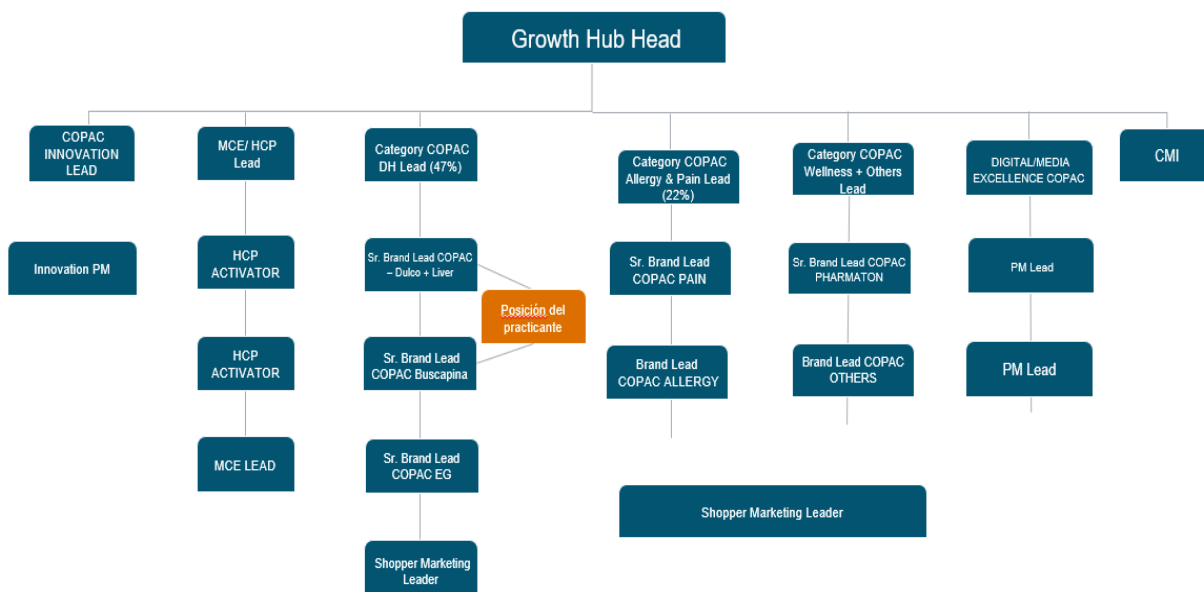 Growth Hub Head
COPAC
INNOVATION
LEAD
MCE/ HCP
Lead
Category COPAC
DH Lead (47%)
Category COPAC
Allergy & Pain Lead
(22%)
Category COPAC
Wellness + Others
Lead
DIGITAL/MEDIA
EXCELLENCE COPAC
CMI
Innovation PM
HCP
ACTIVATOR
Sr. Brand Lead COPAC
– Dulco + Liver
Sr. Brand Lead
COPAC PAIN
Sr. Brand Lead COPAC
PHARMATON
PM Lead
Posición del
practicante
HCP
ACTIVATOR
Sr. Brand Lead
COPAC Buscapina
Brand Lead
COPAC ALLERGY
Brand Lead COPAC
OTHERS
PM Lead
MCE LEAD
Sr. Brand Lead
COPAC EG
Shopper Marketing Leader
Shopper Marketing
Leader